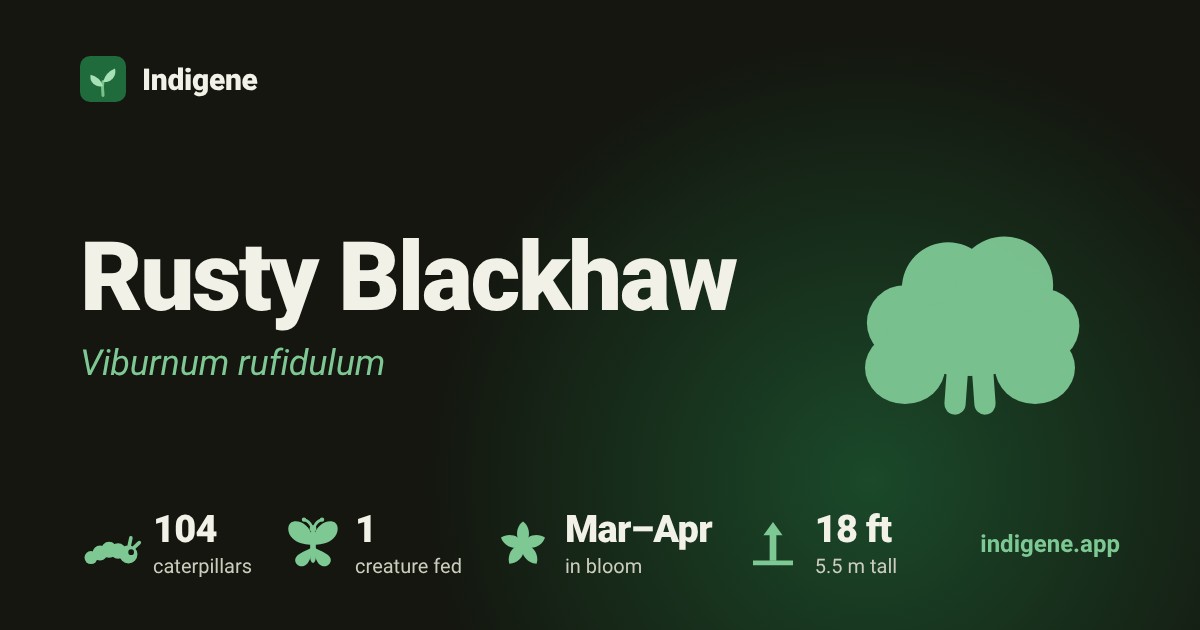 Indigene
Rusty Blackhaw
Viburnum rufidulum
104
caterpillars
1
creature fed
Mar–Apr
in bloom
18 ft
5.5 m tall
indigene.app